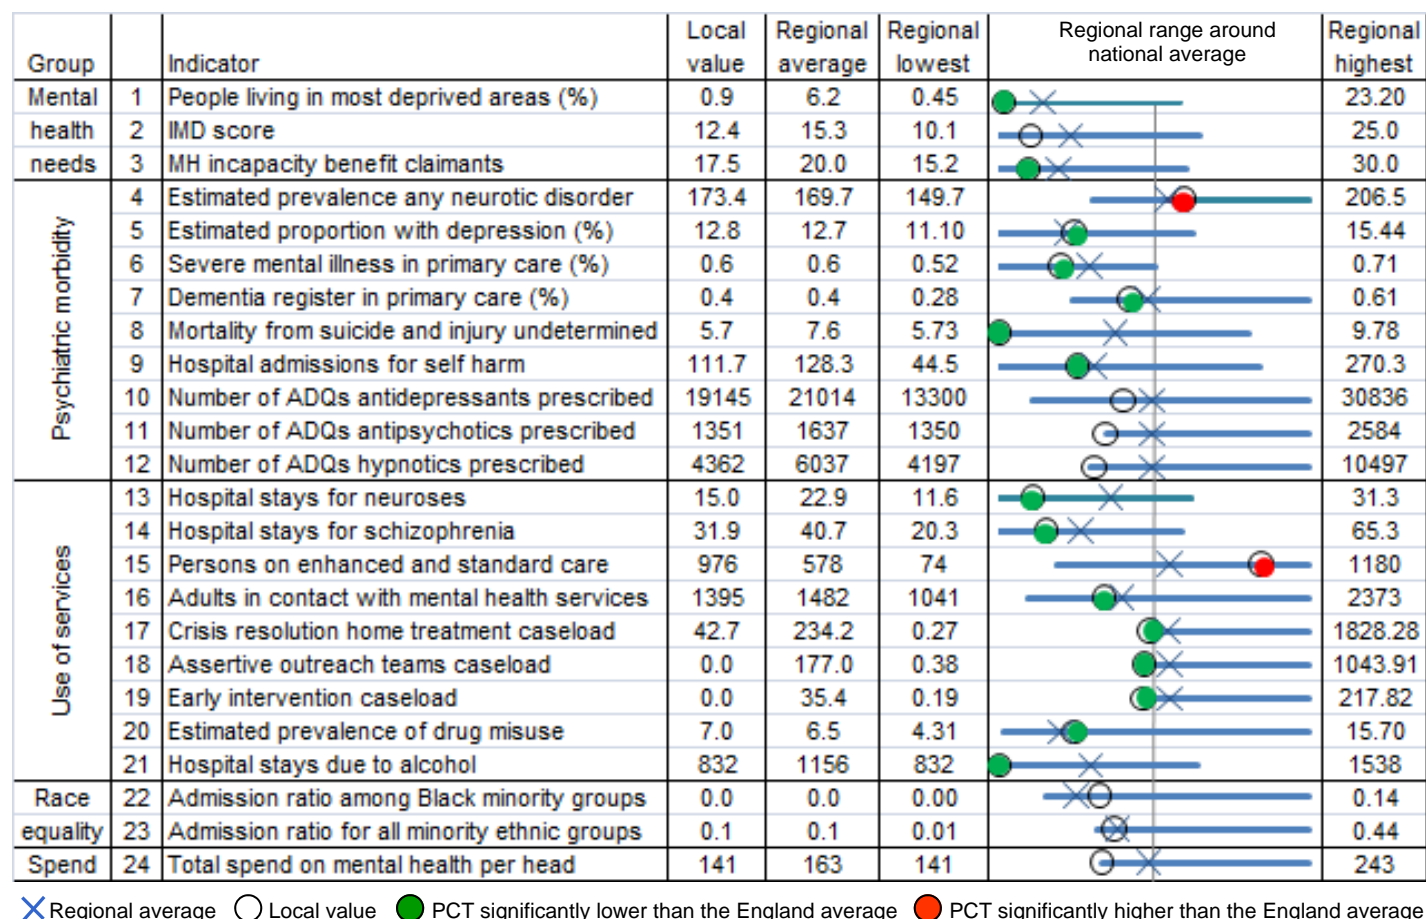 Group Indicator Local value Regional average Regional lowest Regional range around national average Regional highest
Mental health needs
1 People living in most deprived areas (%) 0.9 6.2 0.45 23.20
2 IMD score 12.4 15.3 10.1 25.0
3 MH incapacity benefit claimants 17.5 20.0 15.2 30.0
Psychiatric morbidity
4 Estimated prevalence any neurotic disorder 173.4 169.7 149.7 206.5
5 Estimated proportion with depression (%) 12.8 12.7 11.10 15.44
6 Severe mental illness in primary care (%) 0.6 0.6 0.52 0.71
7 Dementia register in primary care (%) 0.4 0.4 0.28 0.61
8 Mortality from suicide and injury undetermined 5.7 7.6 5.73 9.78
9 Hospital admissions for self harm 111.7 128.3 44.5 270.3
10 Number of ADQs antidepressants prescribed 19145 21014 13300 30836
11 Number of ADQs antipsychotics prescribed 1351 1637 1350 2584
12 Number of ADQs hypnotics prescribed 4362 6037 4197 10497
Use of services
13 Hospital stays for neuroses 15.0 22.9 11.6 31.3
14 Hospital stays for schizophrenia 31.9 40.7 20.3 65.3
15 Persons on enhanced and standard care 976 578 74 1180
16 Adults in contact with mental health services 1395 1482 1041 2373
17 Crisis resolution home treatment caseload 42.7 234.2 0.27 1828.28
18 Assertive outreach teams caseload 0.0 177.0 0.38 1043.91
19 Early intervention caseload 0.0 35.4 0.19 217.82
20 Estimated prevalence of drug misuse 7.0 6.5 4.31 15.70
21 Hospital stays due to alcohol 832 1156 832 1538
Race equality
22 Admission ratio among Black minority groups 0.0 0.0 0.00 0.14
23 Admission ratio for all minority ethnic groups 0.1 0.1 0.01 0.44
Spend 24 Total spend on mental health per head 141 163 141 243
Regional average Local value PCT significantly lower than the England average PCT significantly higher than the England average